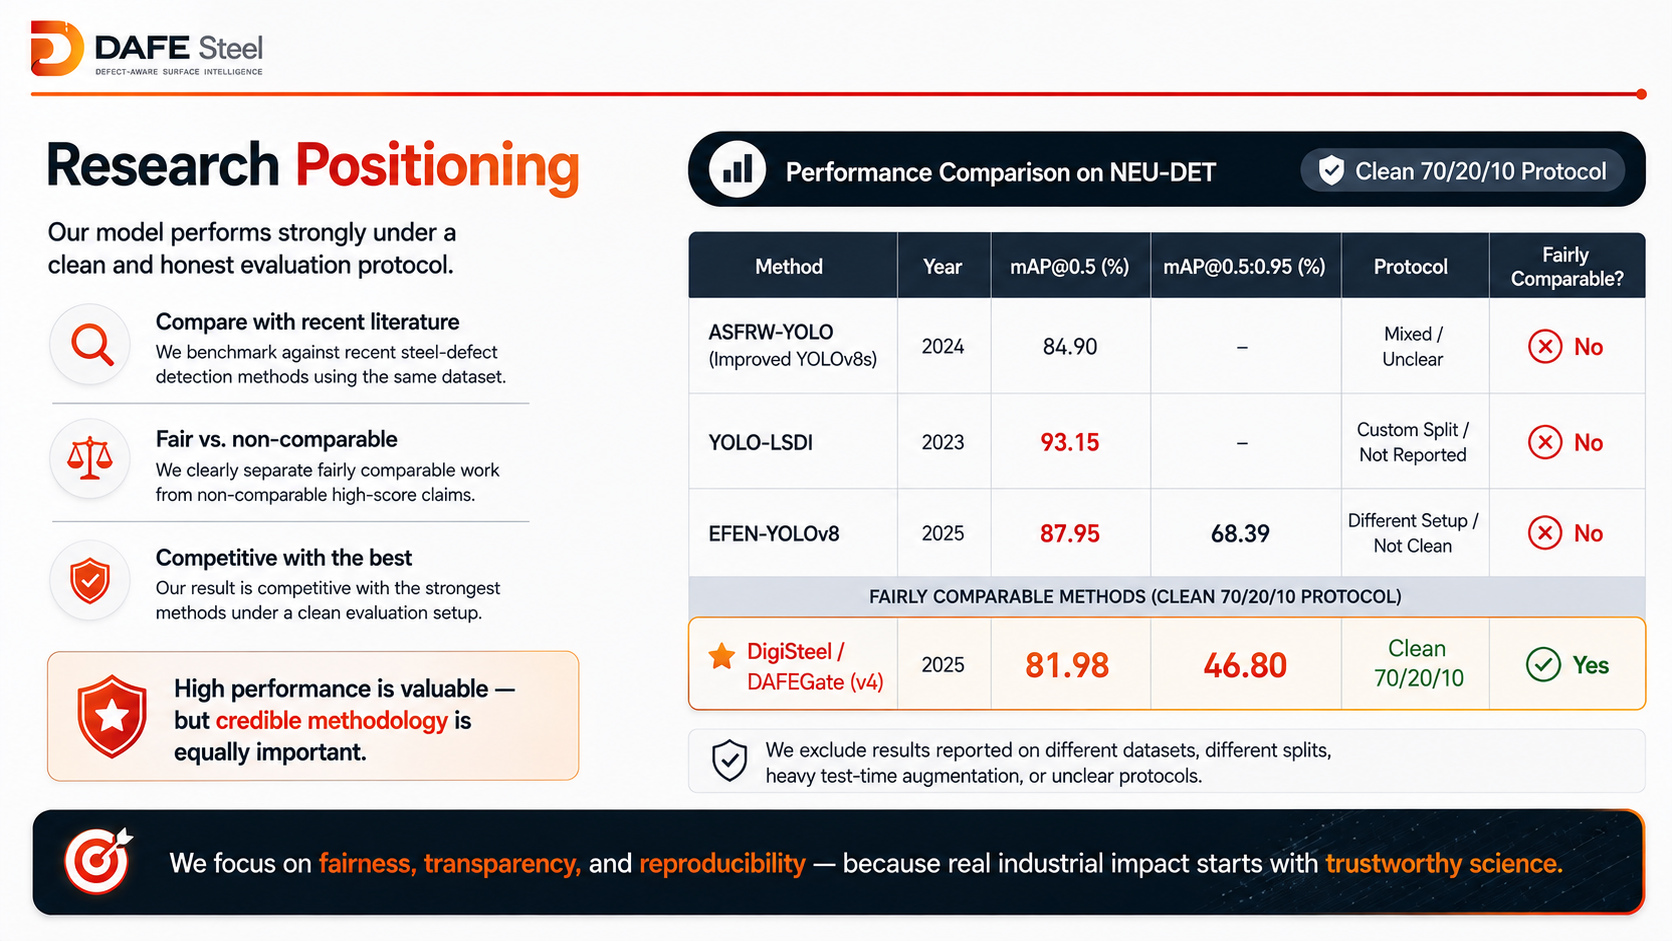 DAFE Steel
DEFECT-AWARE SURFACE INTELLIGENCE
Research Positioning
Our model performs strongly under a
clean and honest evaluation protocol.
Compare with recent literature
We benchmark against recent steel-defect
detection methods using the same dataset.
Fair vs. non-comparable
We clearly separate fairly comparable work
from non-comparable high-score claims.
Competitive with the best
Our result is competitive with the strongest
methods under a clean evaluation setup.
High performance is valuable —
but credible methodology is
equally important.
Performance Comparison on NEU-DET
Clean 70/20/10 Protocol
Method Year mAP@0.5 (%) mAP@0.5:0.95 (%) Protocol Fairly
Comparable?
ASFRW-YOLO
(Improved YOLOv8s) 2024 84.90 – Mixed /
Unclear No
YOLO-LSDI 2023 93.15 – Custom Split /
Not Reported No
EFEN-YOLOv8 2025 87.95 68.39 Different Setup /
Not Clean No
FAIRLY COMPARABLE METHODS (CLEAN 70/20/10 PROTOCOL)
DigiSteel /
DAFEGate (v4) 2025 81.98 46.80 Clean
70/20/10 Yes
We exclude results reported on different datasets, different splits,
heavy test-time augmentation, or unclear protocols.
We focus on fairness, transparency, and reproducibility — because real industrial impact starts with trustworthy science.